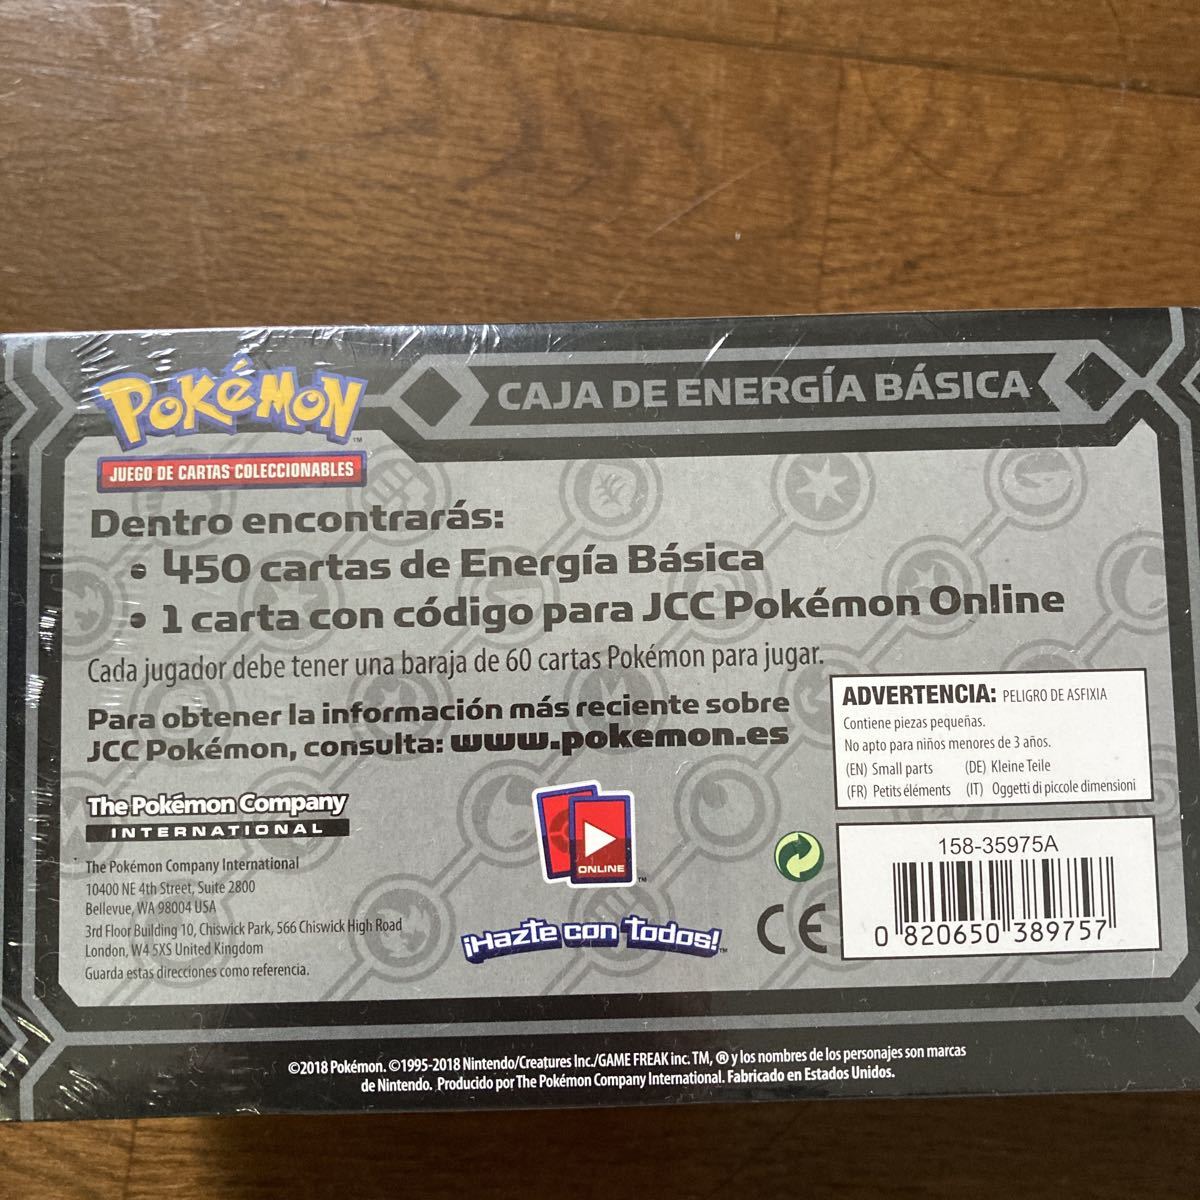 POKéMON™
JUEGO DE CARTAS COLECCIONABLES
CAJA DE ENERGÍA BÁSICA
Dentro encontrarás:
• 450 cartas de Energía Básica
• 1 carta con código para JCC Pokémon Online
Cada jugador debe tener una baraja de 60 cartas Pokémon para jugar.
Para obtener la información más reciente sobre
JCC Pokémon, consulta: www.pokemon.es
The Pokémon Company
INTERNATIONAL
The Pokémon Company International
10400 NE 4th Street, Suite 2800
Bellevue, WA 98004 USA
3rd Floor Building 10, Chiswick Park, 566 Chiswick High Road
London, W4 5XS United Kingdom
Guarda estas direcciones como referencia.
ONLINE™
¡Hazte con Todos!™
ADVERTENCIA: PELIGRO DE ASFIXIA
Contiene piezas pequeñas.
No apto para niños menores de 3 años.
(EN) Small parts (DE) Kleine Teile
(FR) Petits éléments (IT) Oggetti di piccole dimensioni
CE
158-35975A
0 820650 389757
©2018 Pokémon. ©1995-2018 Nintendo/Creatures Inc./GAME FREAK inc. TM, ® y los nombres de los personajes son marcas
de Nintendo. Producido por The Pokémon Company International. Fabricado en Estados Unidos.